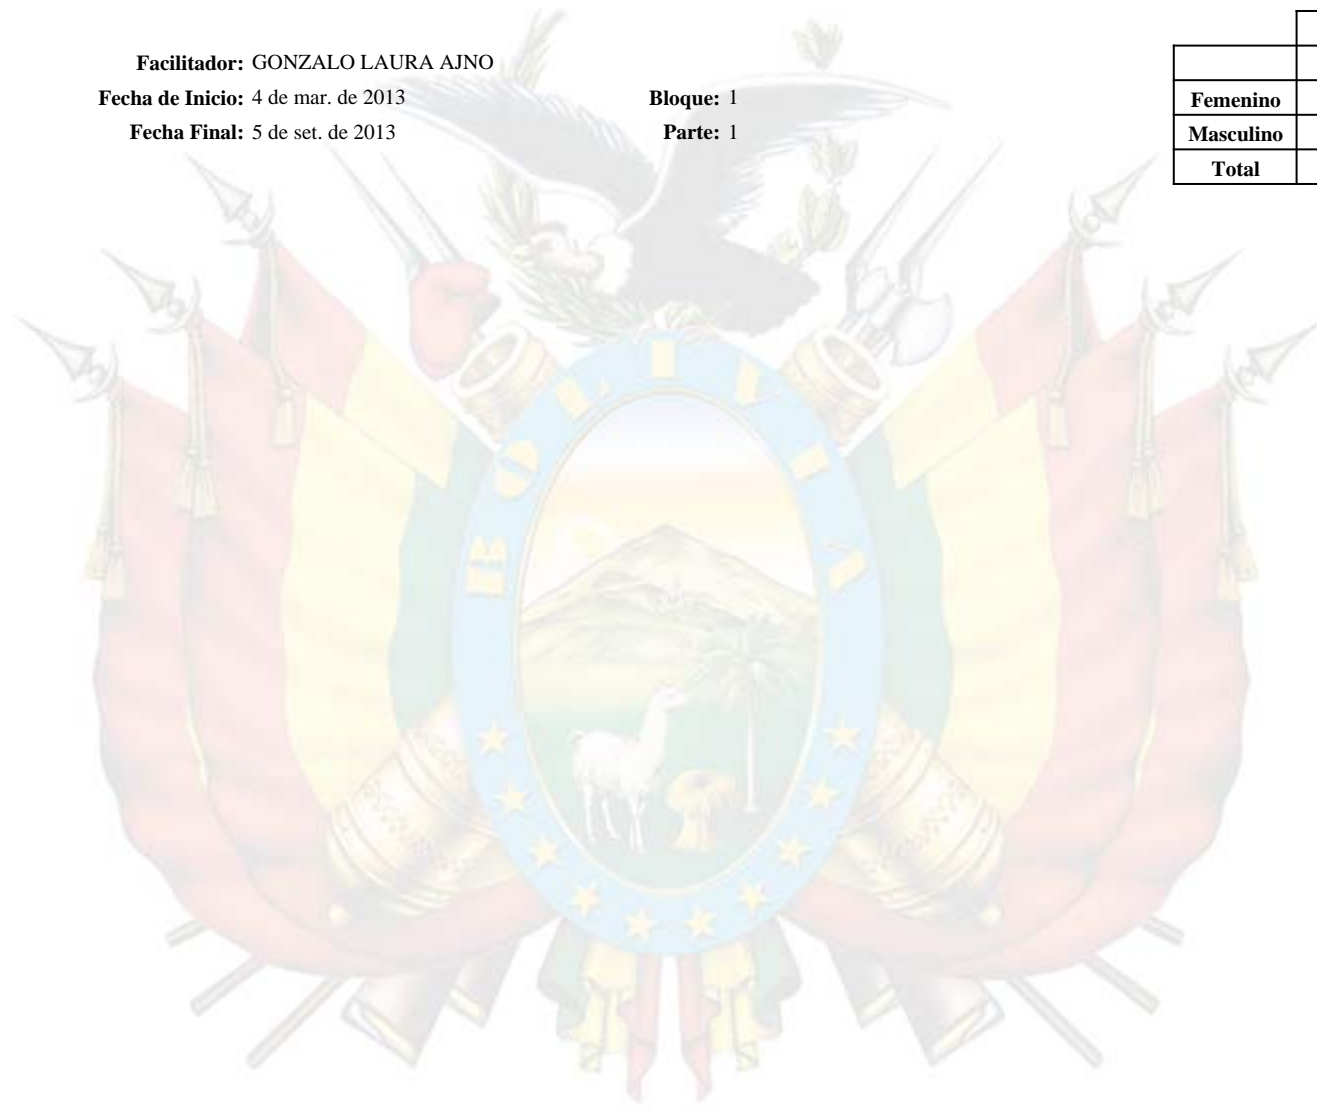 Facilitador: GONZALO LAURA AJNO
Fecha de Inicio: 4 de mar. de 2013 Bloque: 1
Fecha Final: 5 de set. de 2013 Parte: 1
Femenino
Masculino
Total
BOLIVIA